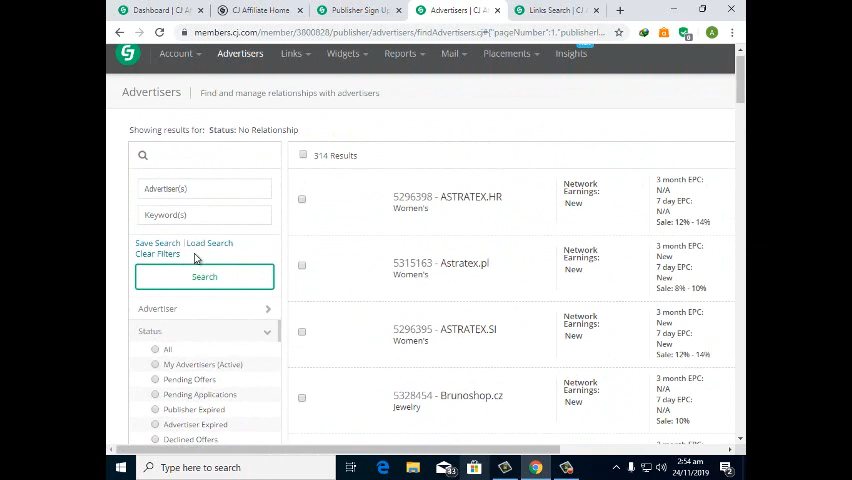 Dashboard | CJ Af
CJ Affiliate Home
Publisher Sign Up
Advertisers | CJ A
Links Search | CJ A
members.cj.com/member/3800828/publisher/advertisers/findAdvertisers.cj#{"pageNumber":1,"publisherI...
A
Account
Advertisers
Links
Widgets
Reports
Mail
Placements
Insights
Advertisers
Find and manage relationships with advertisers
Showing results for: Status: No Relationship
314 Results
Advertiser(s)
Keyword(s)
Save Search | Load Search
Clear Filters
Search
Advertiser
Status
All
My Advertisers (Active)
Pending Offers
Pending Applications
Publisher Expired
Advertiser Expired
Declined Offers
5296398 - ASTRATEX.HR
Women's
Network
Earnings:
New
3 month EPC:
N/A
7 day EPC:
N/A
Sale: 12% - 14%
5315163 - Astratex.pl
Women's
Network
Earnings:
New
3 month EPC:
New
7 day EPC:
New
Sale: 8% - 10%
5296395 - ASTRATEX.SI
Women's
Network
Earnings:
New
3 month EPC:
New
7 day EPC:
New
Sale: 12% - 14%
5328454 - Brunoshop.cz
Jewelry
Network
Earnings:
New
3 month EPC:
New
7 day EPC:
New
Sale: 10%
Type here to search
33
2:54 am
24/11/2019
2